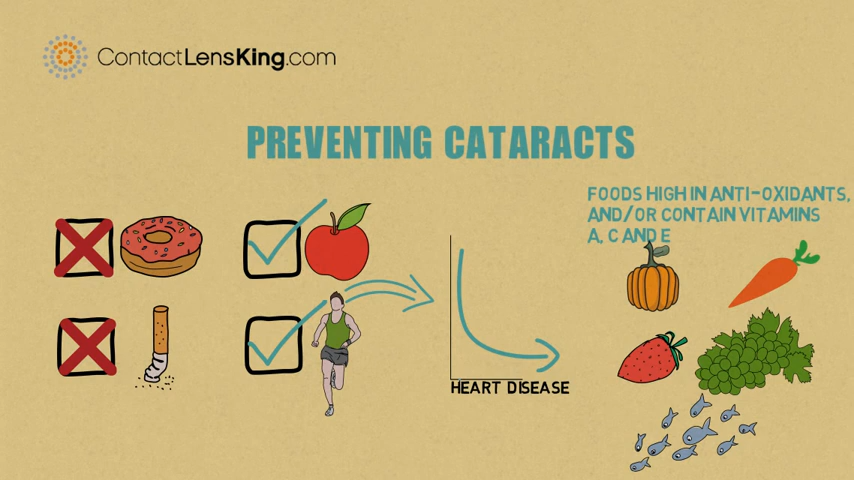 ContactLensKing.com
PREVENTING CATARACTS
FOODS HIGH IN ANTI-OXIDANTS,
AND/OR CONTAIN VITAMINS
A, C AND E
HEART DISEASE